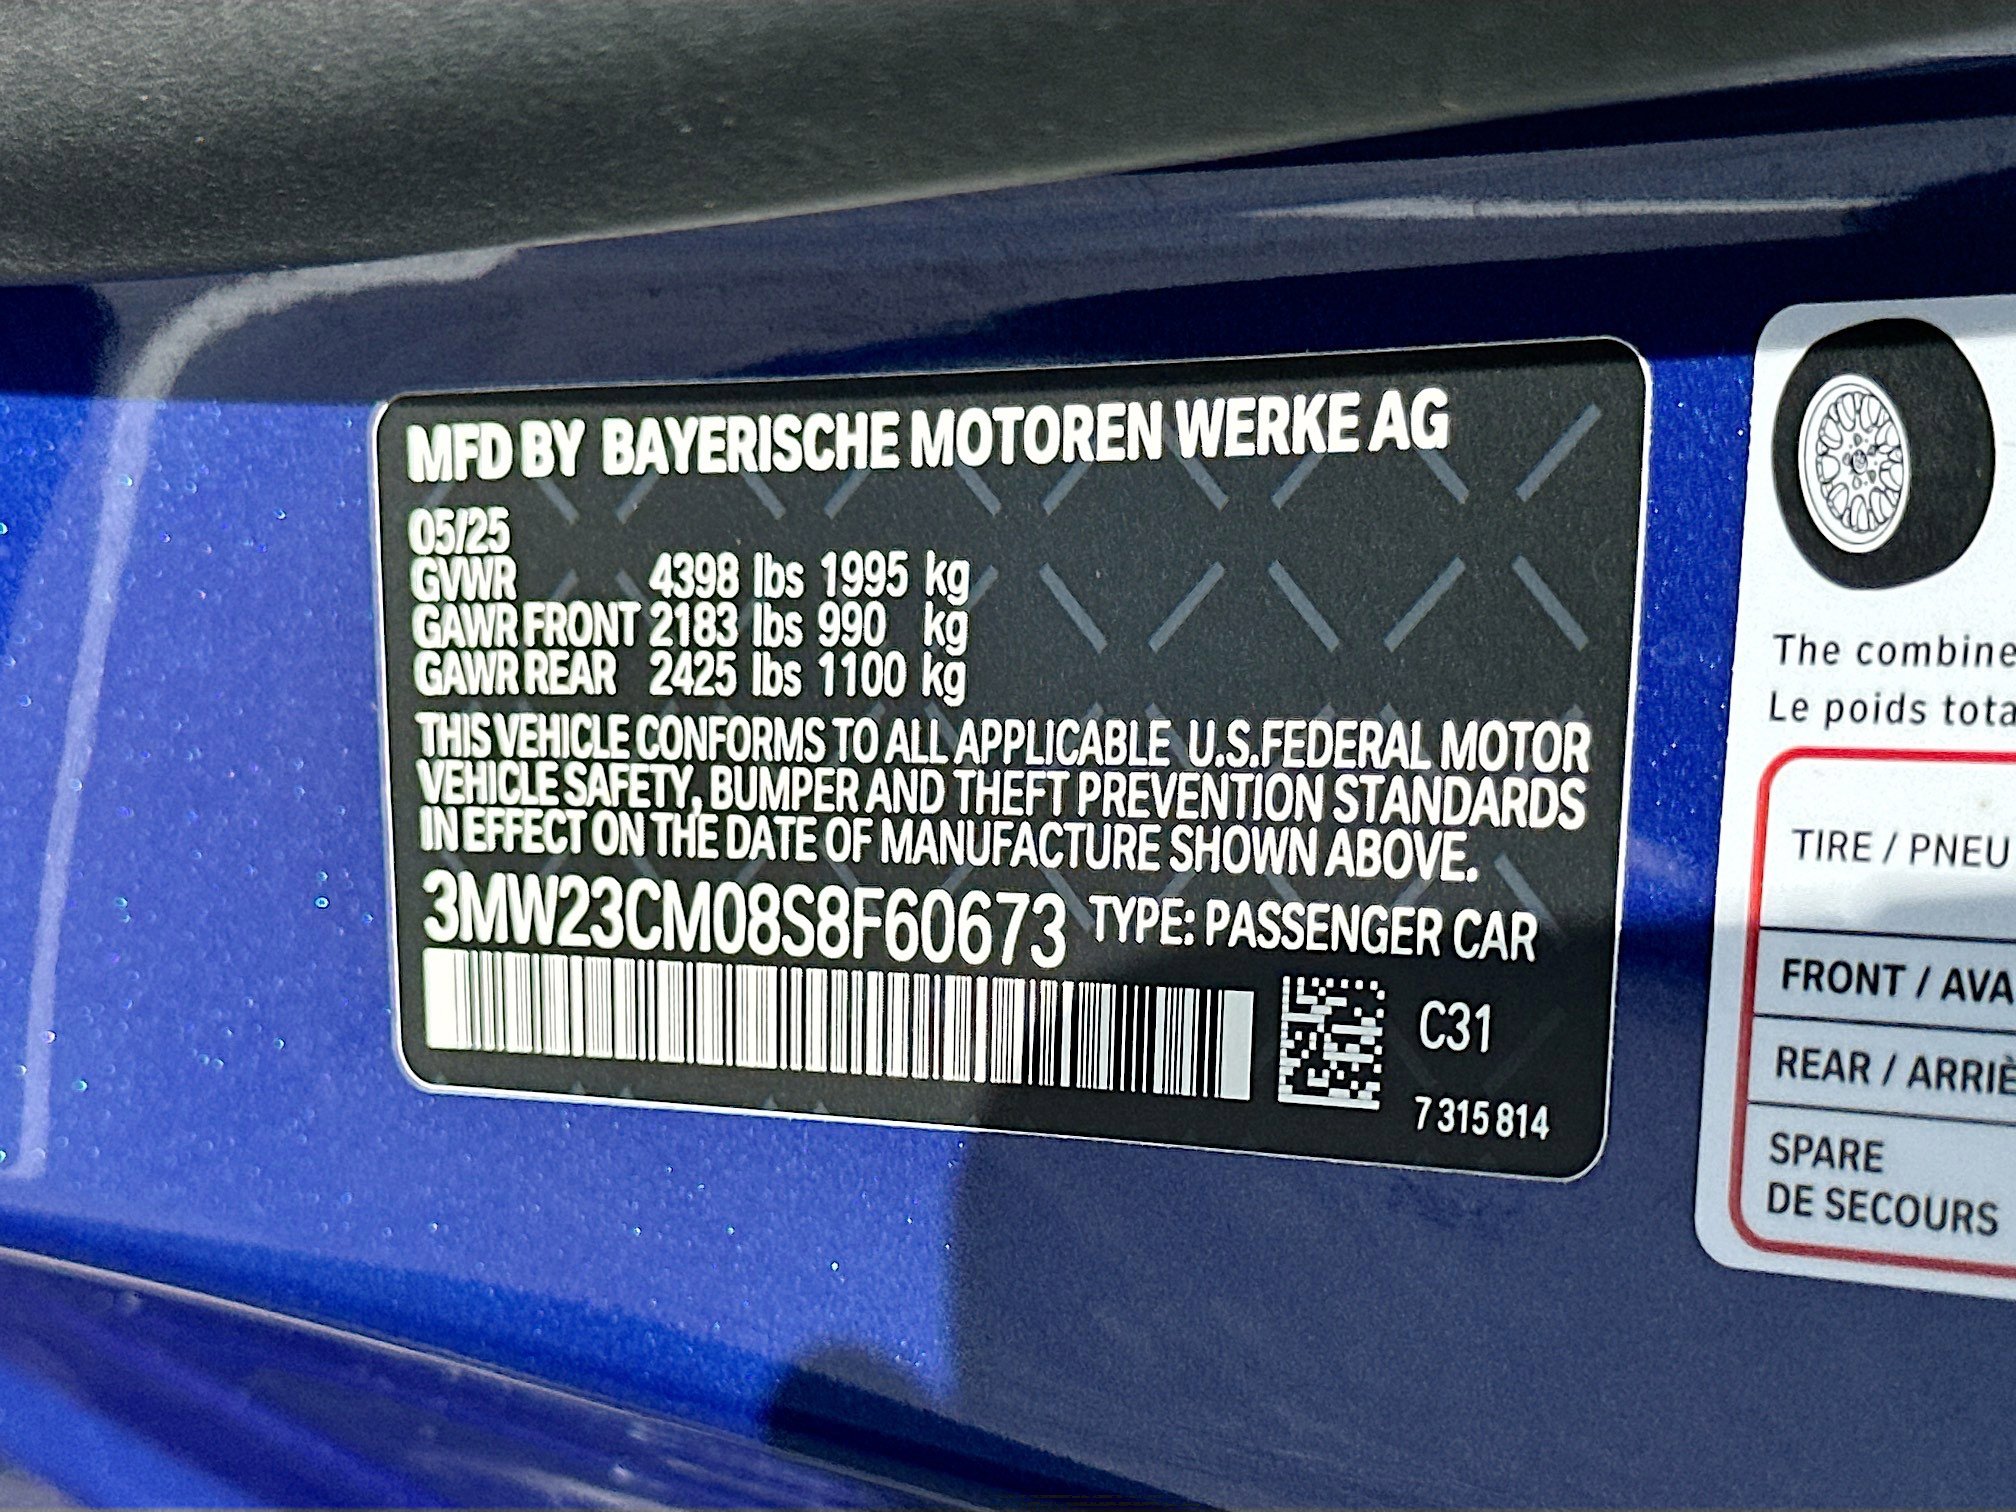 MFD BY BAYERISCHE MOTOREN WERKE AG
05/25
GVWR 4398 lbs 1995 kg
GAWR FRONT 2183 lbs 990 kg
GAWR REAR 2425 lbs 1100 kg
THIS VEHICLE CONFORMS TO ALL APPLICABLE U.S.FEDERAL MOTOR
VEHICLE SAFETY, BUMPER AND THEFT PREVENTION STANDARDS
IN EFFECT ON THE DATE OF MANUFACTURE SHOWN ABOVE.
3MW23CM08S8F60673 TYPE: PASSENGER CAR
C31
7 315 814
The combine
Le poids tota
TIRE / PNEU
FRONT / AVA
REAR / ARRIÈ
SPARE
DE SECOURS